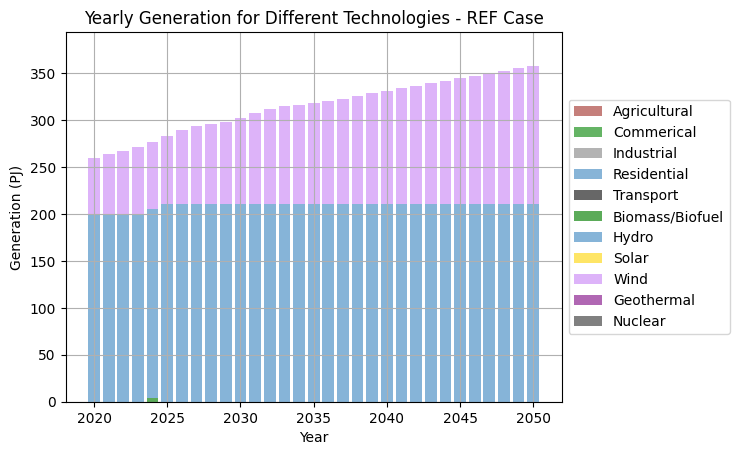 Yearly Generation for Different Technologies - REF Case
Generation (PJ)
350
300
250
200
150
100
50
0
2020 2025 2030 2035 2040 2045 2050
Year
Agricultural
Commerical
Industrial
Residential
Transport
Biomass/Biofuel
Hydro
Solar
Wind
Geothermal
Nuclear